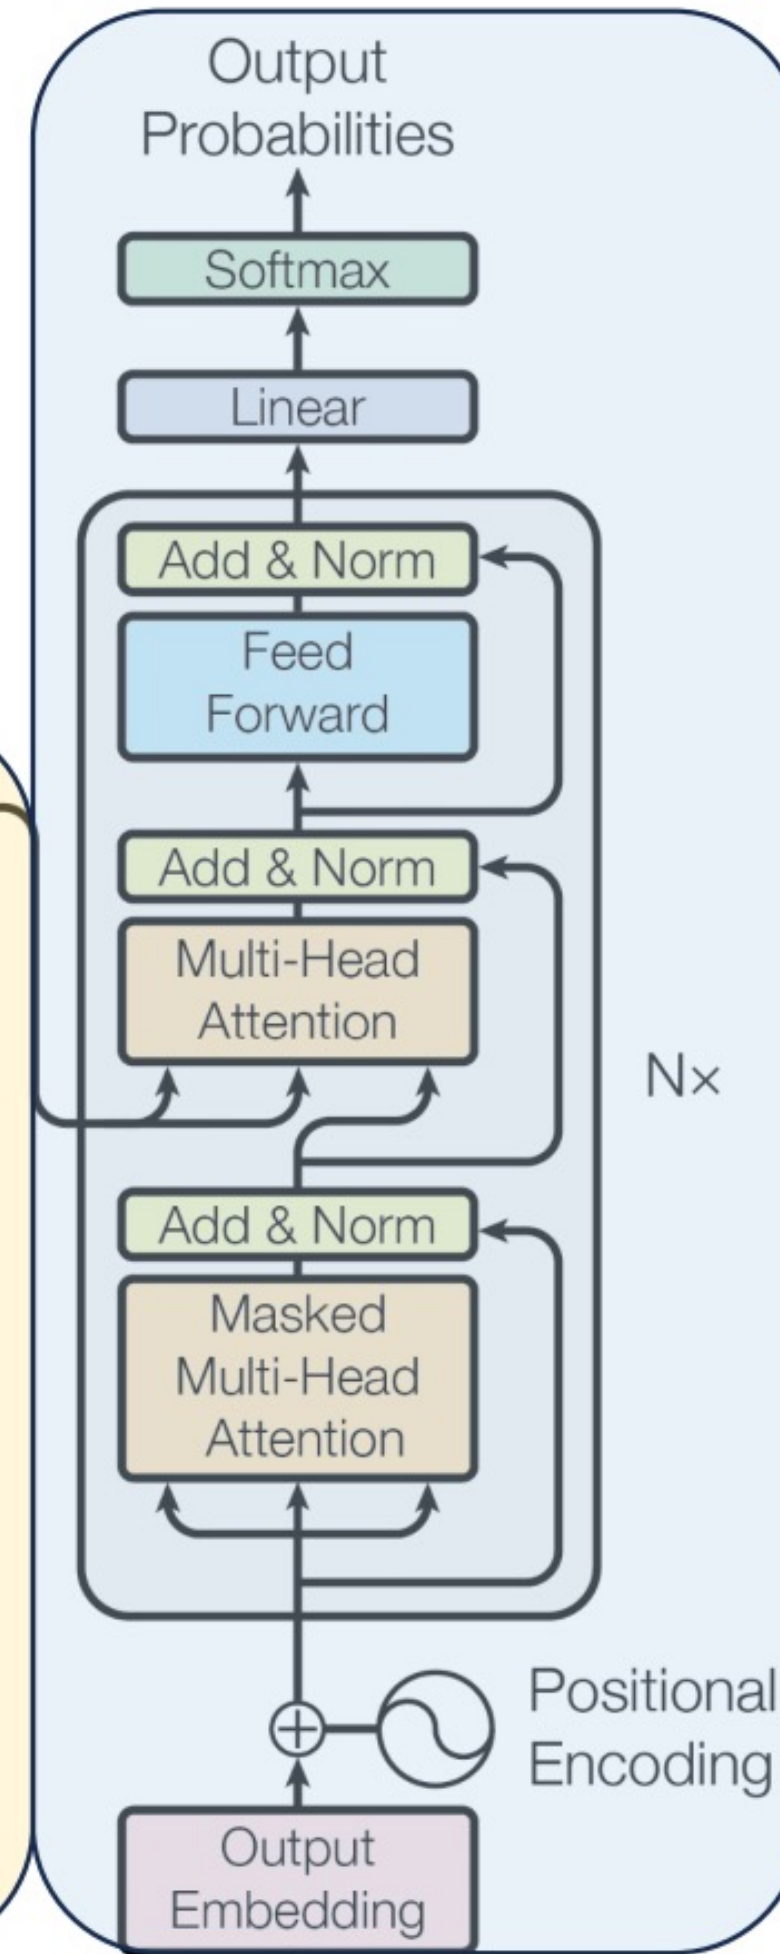 Output
Probabilities
Softmax
Linear
Add & Norm
Feed
Forward
Add & Norm
Multi-Head
Attention
N×
Add & Norm
Masked
Multi-Head
Attention
Positional
Encoding
Output
Embedding